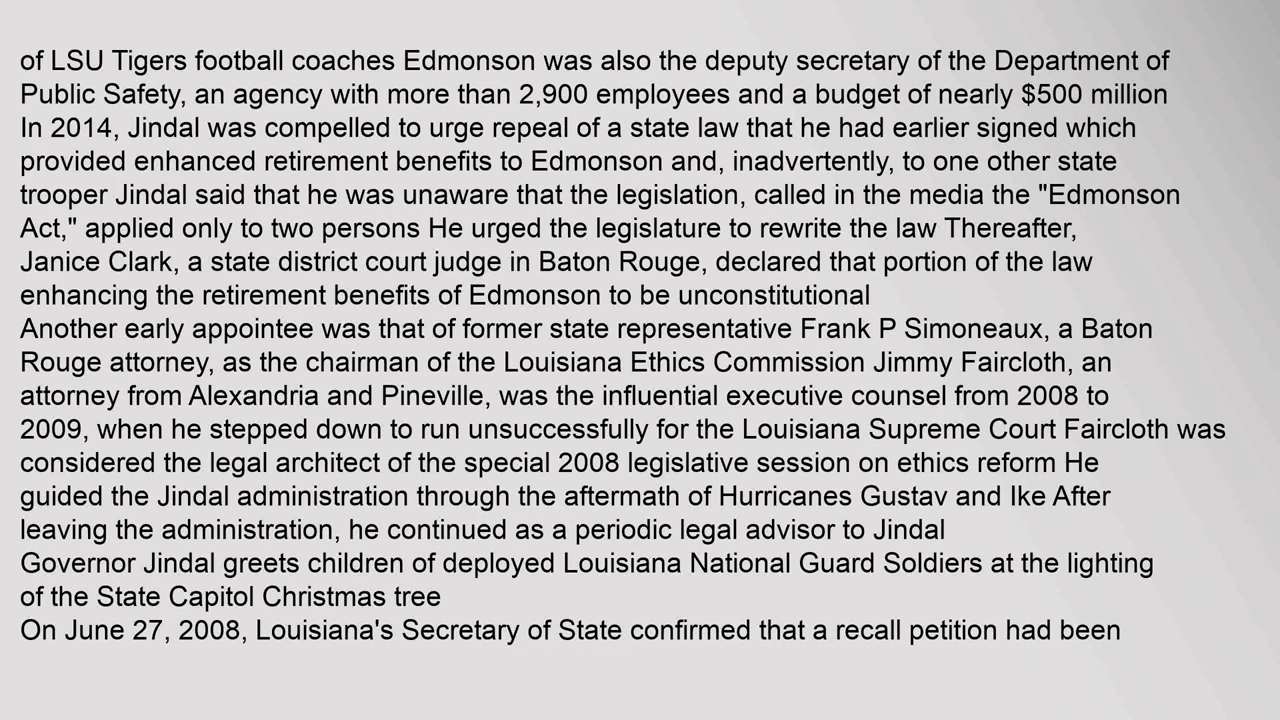 of LSU Tigers football coaches Edmonson was also the deputy secretary of the Department of
Public Safety, an agency with more than 2,900 employees and a budget of nearly $500 million
In 2014, Jindal was compelled to urge repeal of a state law that he had earlier signed which
provided enhanced retirement benefits to Edmonson and, inadvertently, to one other state
trooper Jindal said that he was unaware that the legislation, called in the media the "Edmonson
Act," applied only to two persons He urged the legislature to rewrite the law Thereafter,
Janice Clark, a state district court judge in Baton Rouge, declared that portion of the law
enhancing the retirement benefits of Edmonson to be unconstitutional
Another early appointee was that of former state representative Frank P Simoneaux, a Baton
Rouge attorney, as the chairman of the Louisiana Ethics Commission Jimmy Faircloth, an
attorney from Alexandria and Pineville, was the influential executive counsel from 2008 to
2009, when he stepped down to run unsuccessfully for the Louisiana Supreme Court Faircloth was
considered the legal architect of the special 2008 legislative session on ethics reform He
guided the Jindal administration through the aftermath of Hurricanes Gustav and Ike After
leaving the administration, he continued as a periodic legal advisor to Jindal
Governor Jindal greets children of deployed Louisiana National Guard Soldiers at the lighting
of the State Capitol Christmas tree
On June 27, 2008, Louisiana's Secretary of State confirmed that a recall petition had been